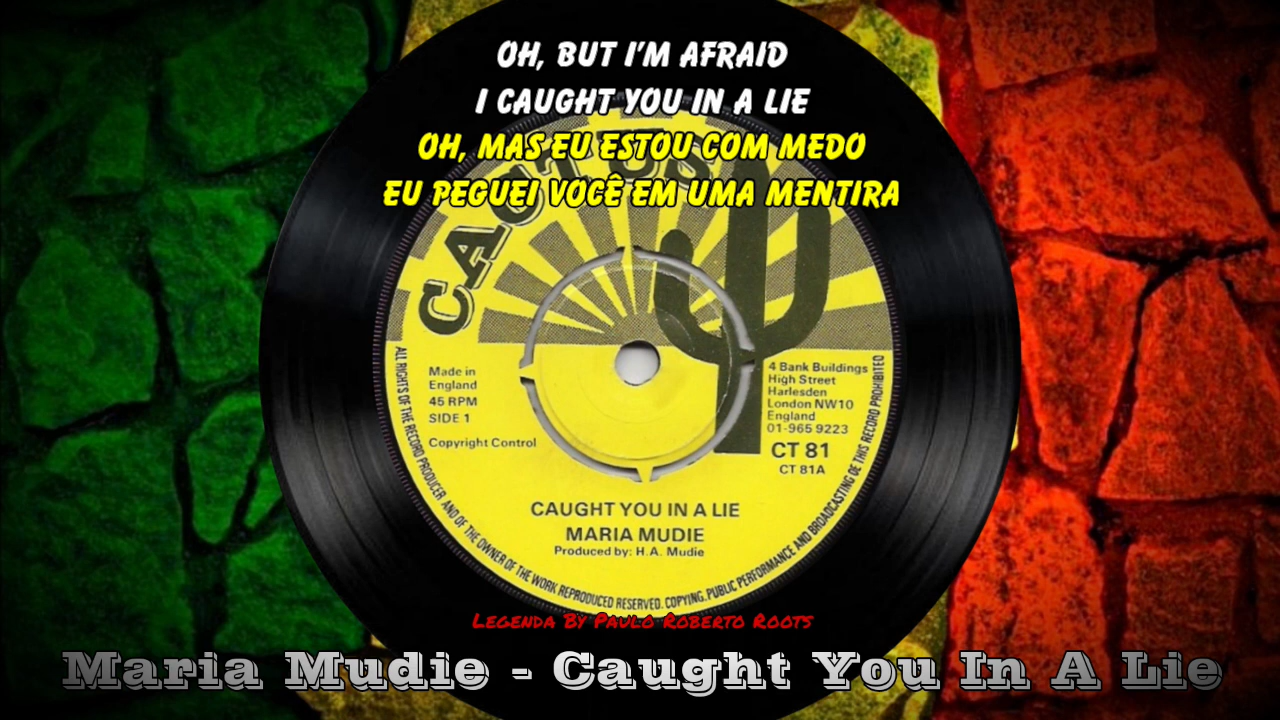 OH, BUT I'M AFRAID
I CAUGHT YOU IN A LIE
OH, MAS EU ESTOU COM MEDO
EU PEGUEI VOCÊ EM UMA MENTIRA
CACTUS
Made in
England
45 RPM
SIDE 1
Copyright Control
4 Bank Buildings
High Street
Harlesden
London NW10
England
01-965 9223
CT 81
CT 81A
CAUGHT YOU IN A LIE
MARIA MUDIE
Produced by: H.A. Mudie
ALL RIGHTS OF THE RECORD PRODUCER AND OF THE OWNER OF THE WORK REPRODUCED RESERVED. COPYING, PUBLIC PERFORMANCE AND BROADCASTING OF THIS RECORD PROHIBITED
Legenda By Paulo Roberto Roots
Maria Mudie - Caught You In A Lie